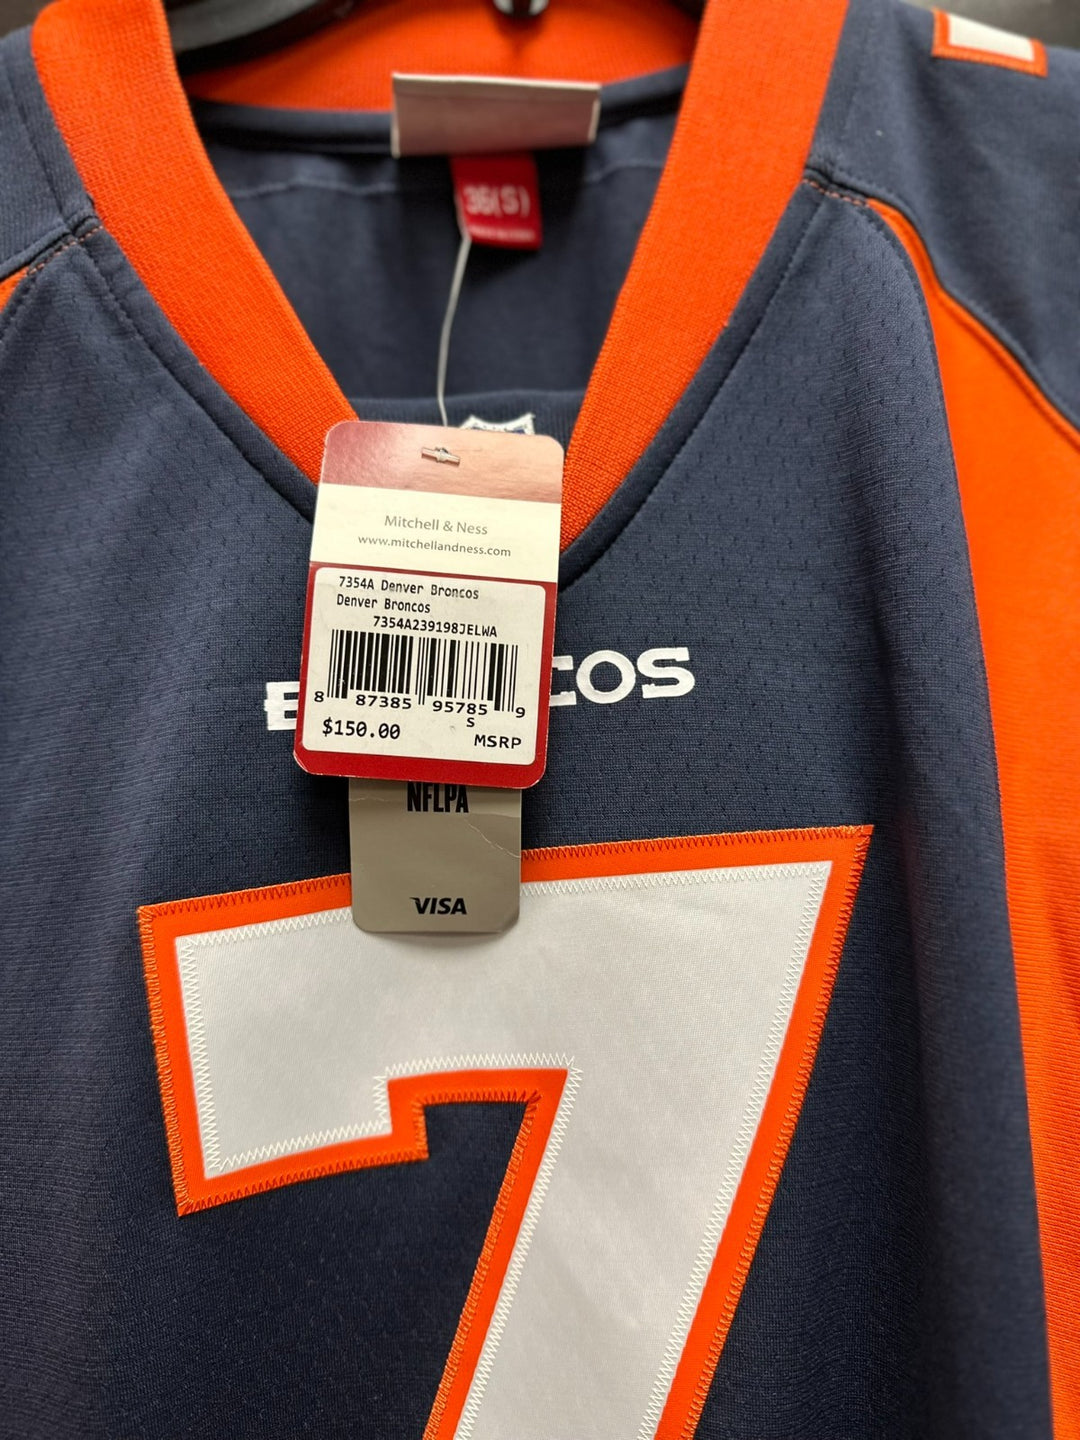 36(S)
Mitchell & Ness
www.mitchellandness.com
7354A Denver Broncos
Denver Broncos
7354A239198JELWA
8 87385 95785 9
S
$150.00 MSRP
COS
NFLPA
VISA
7